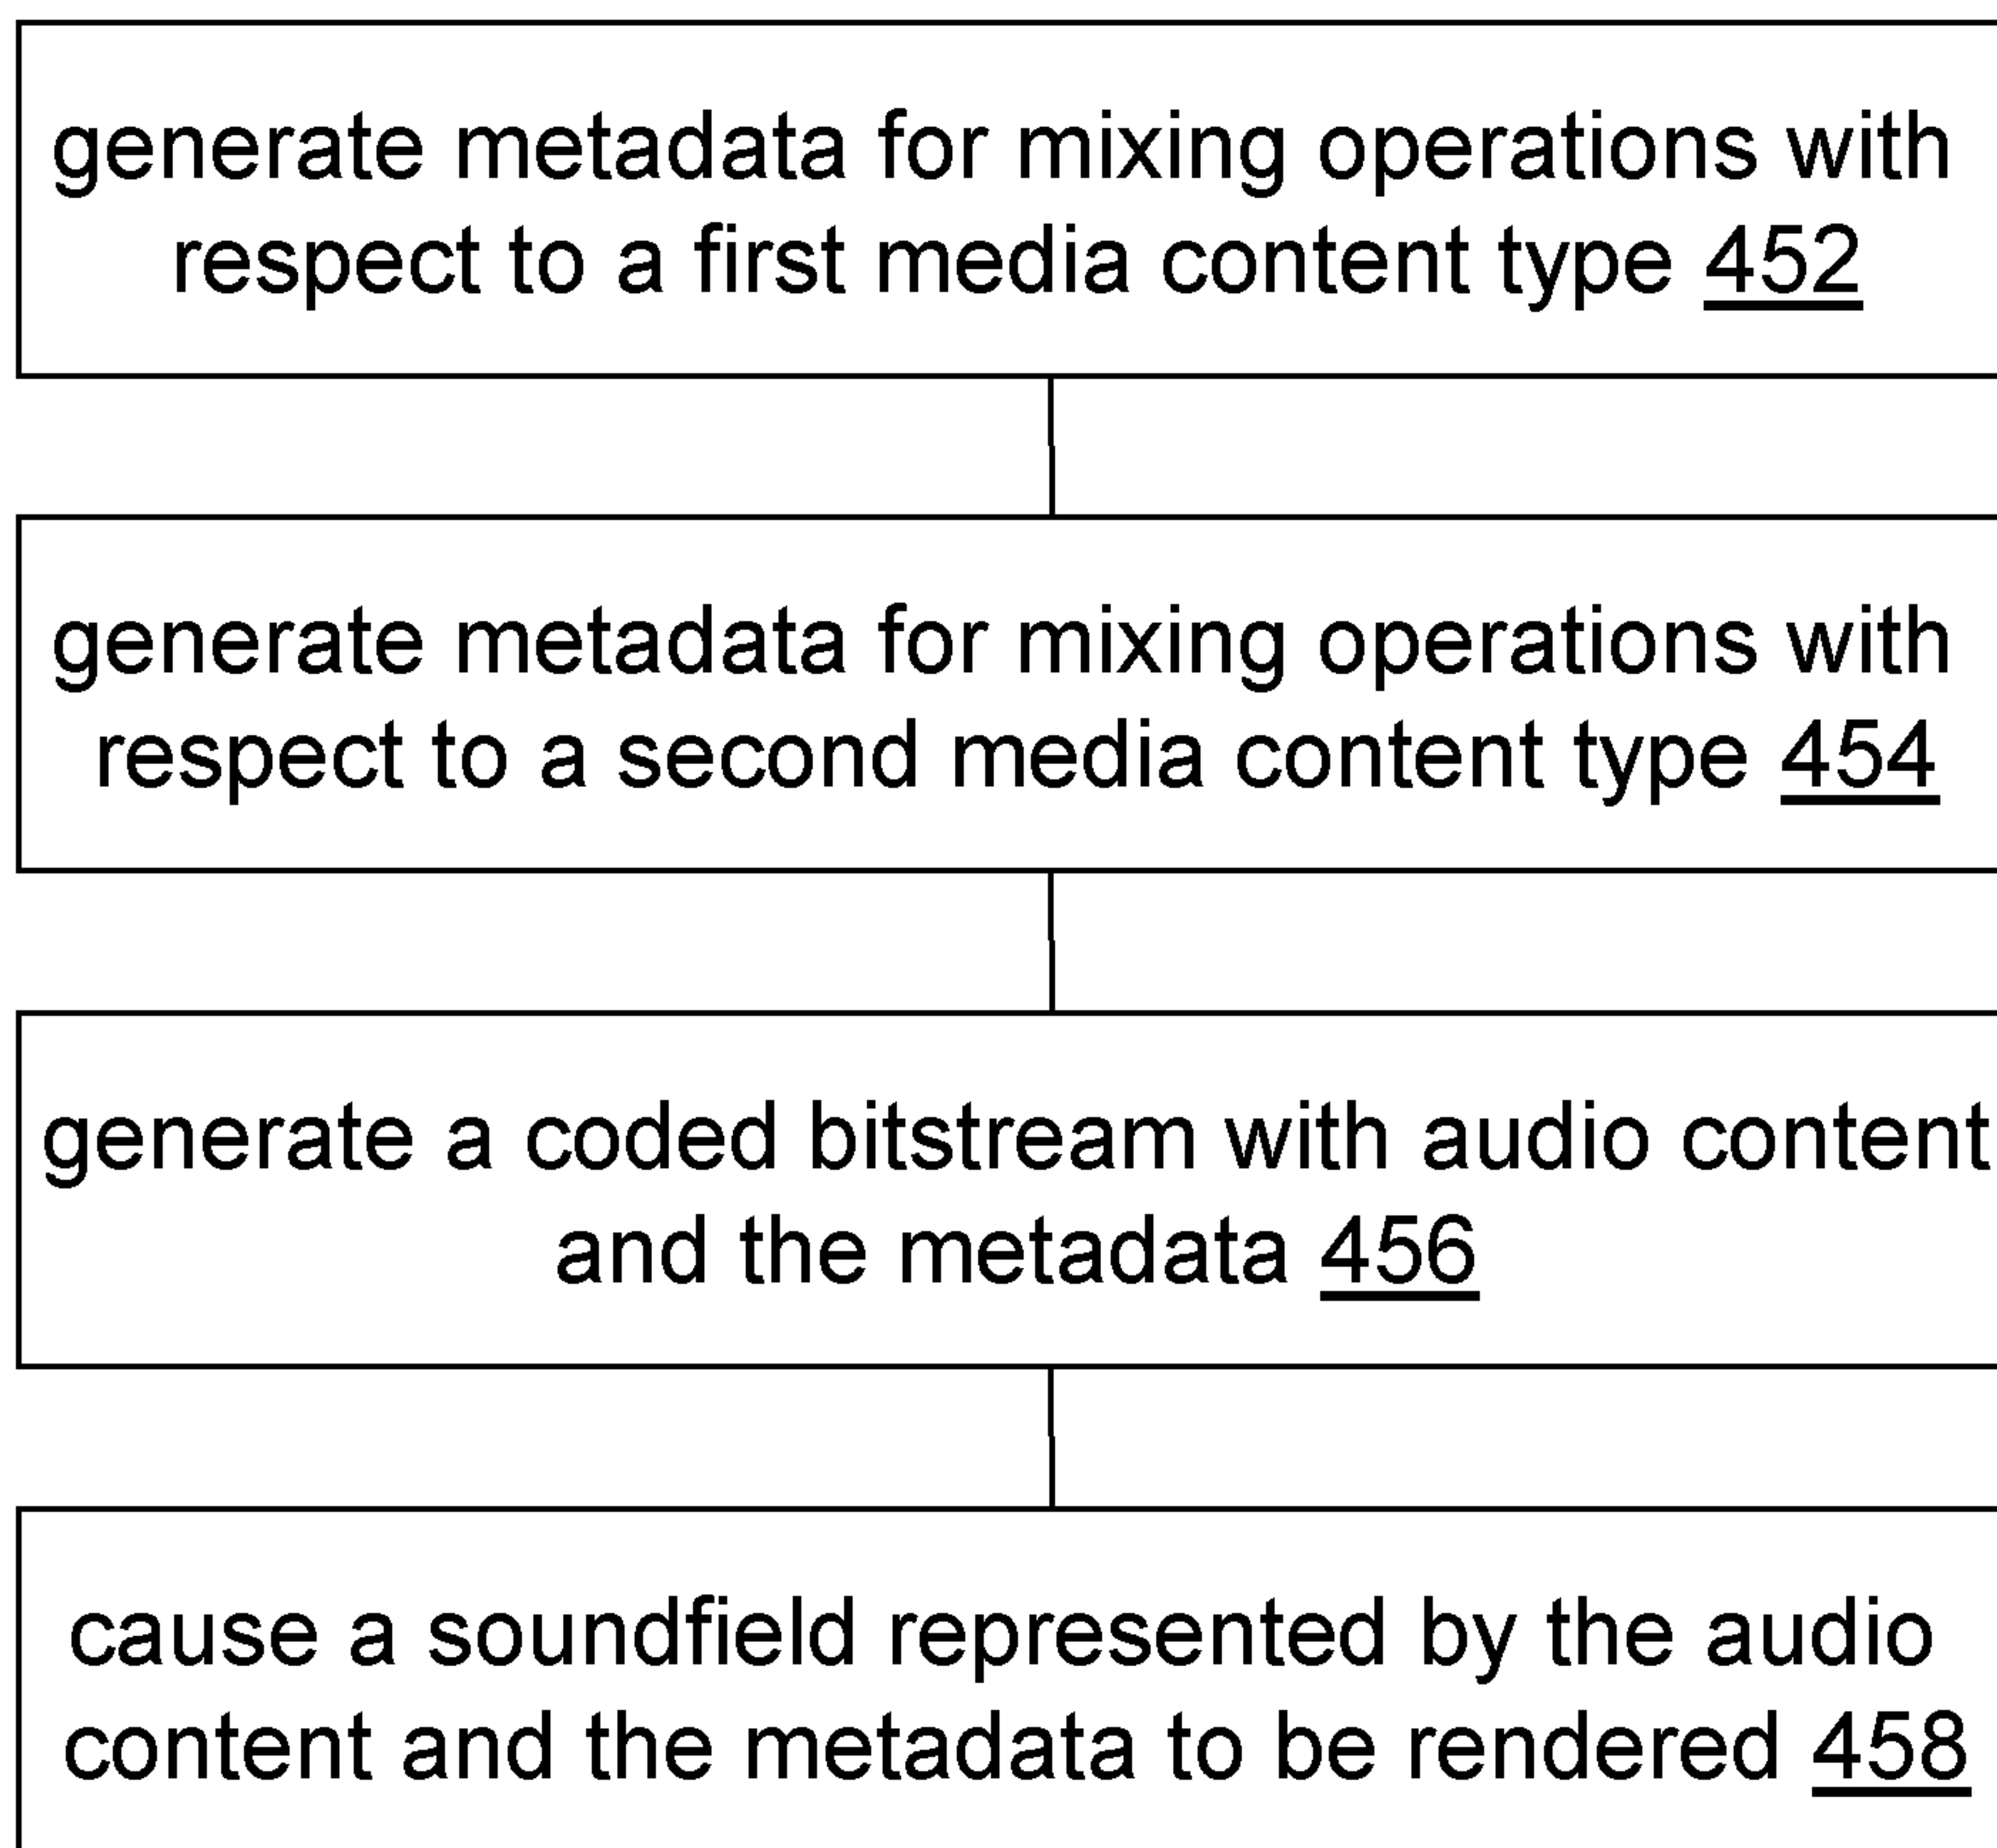 generate metadata for mixing operations with
respect to a first media content type 452
generate metadata for mixing operations with
respect to a second media content type 454
generate a coded bitstream with audio content
and the metadata 456
cause a soundfield represented by the audio
content and the metadata to be rendered 458